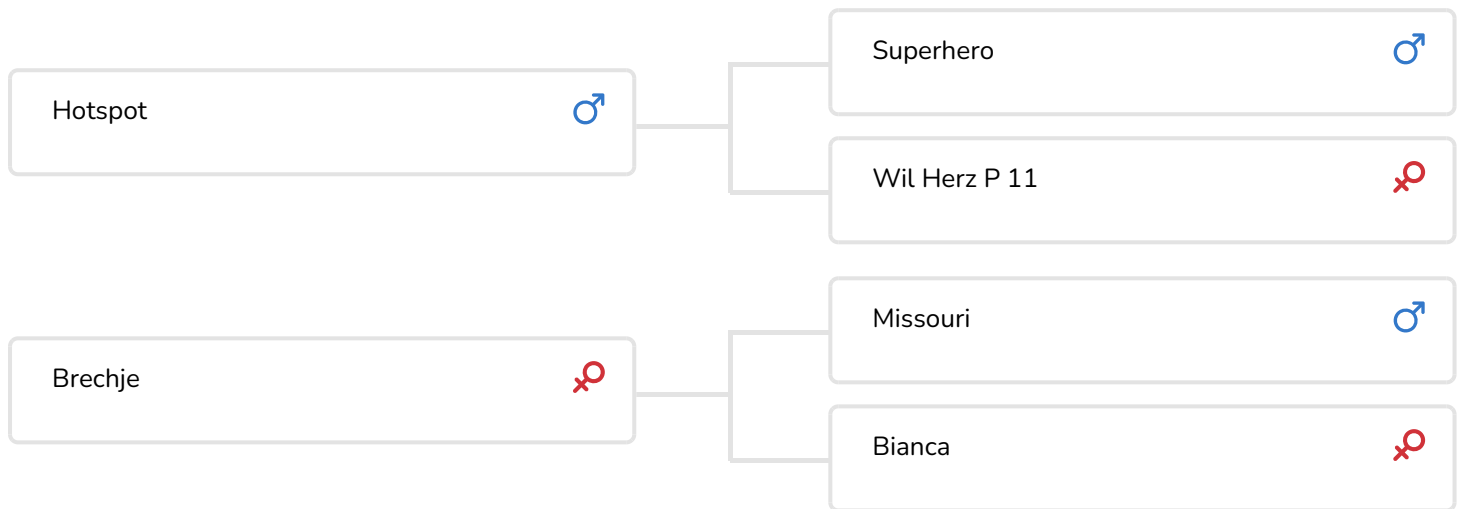 Hotspot
Superhero
Wil Herz P 11
Brechje
Missouri
Bianca